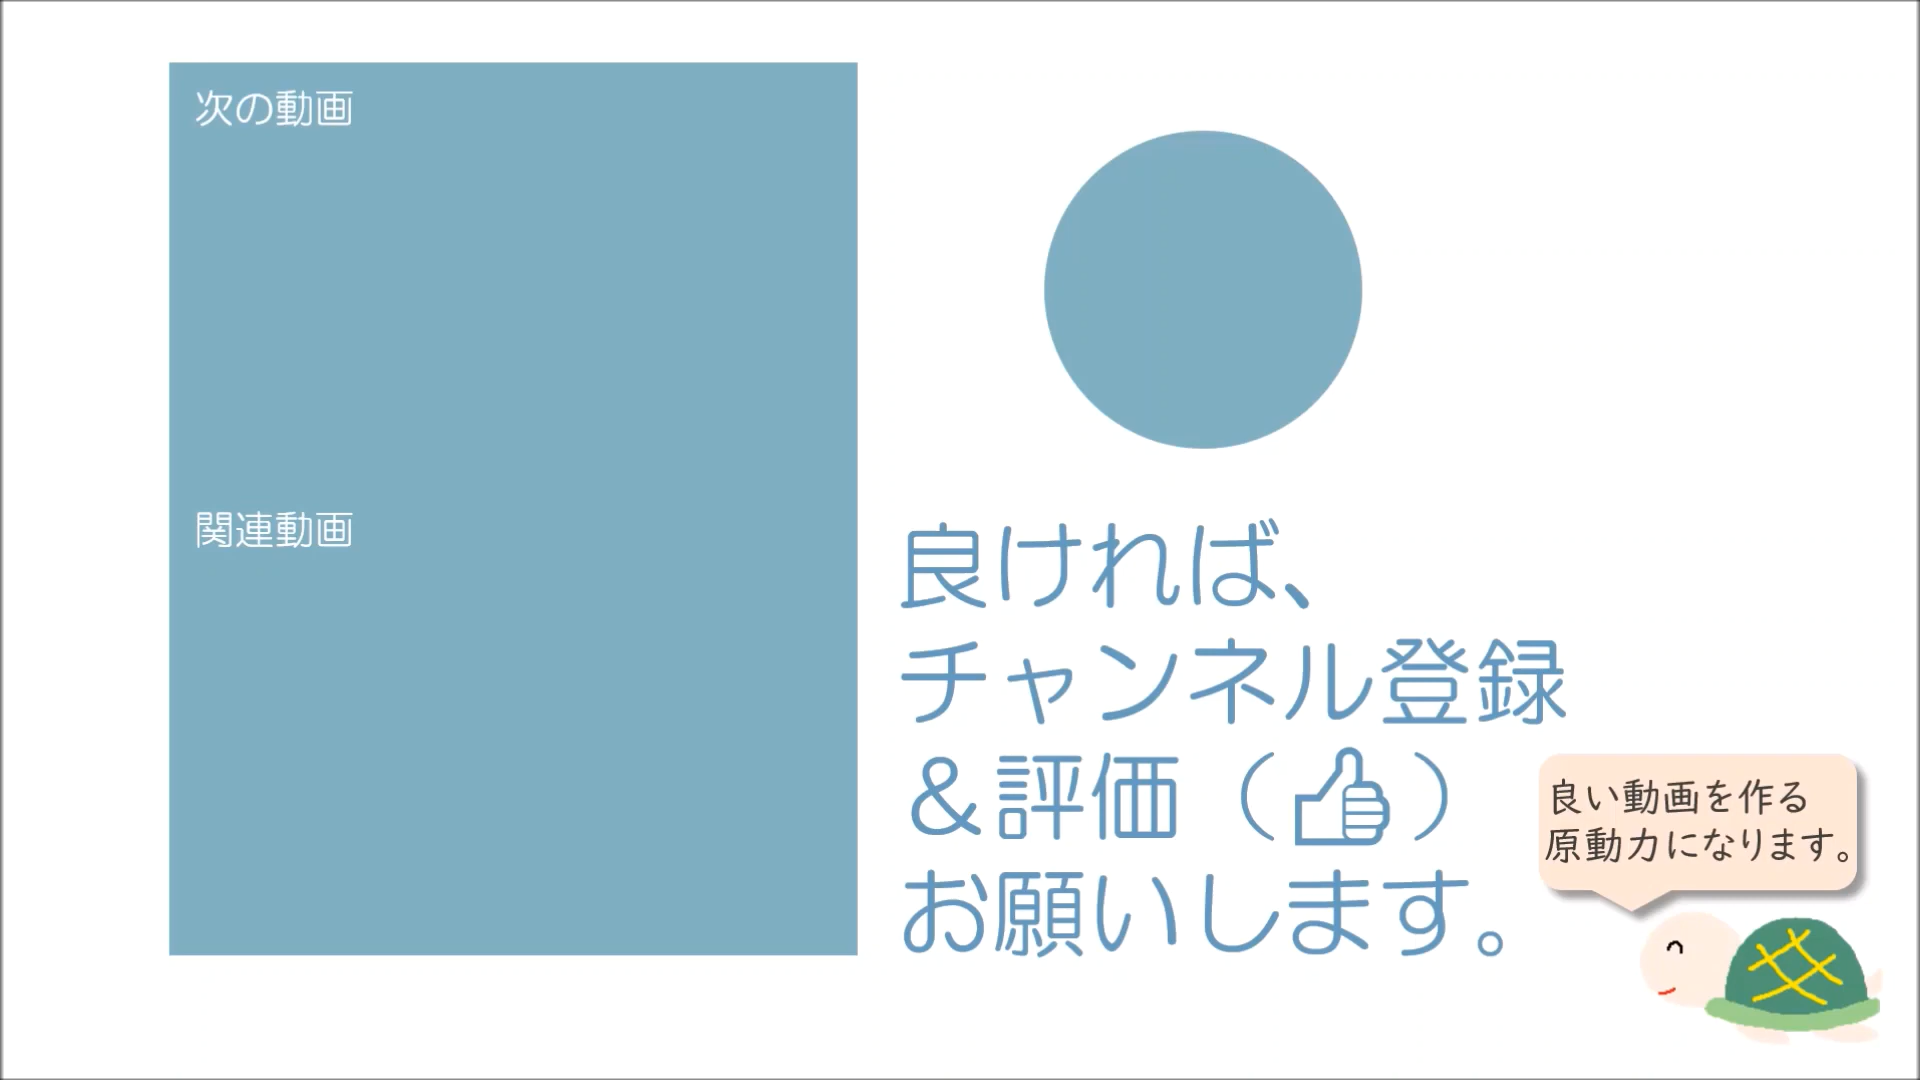 次の動画
関連動画
良ければ、
チャンネル登録
＆評価（👍）
お願いします。
良い動画を作る
原動力になります。